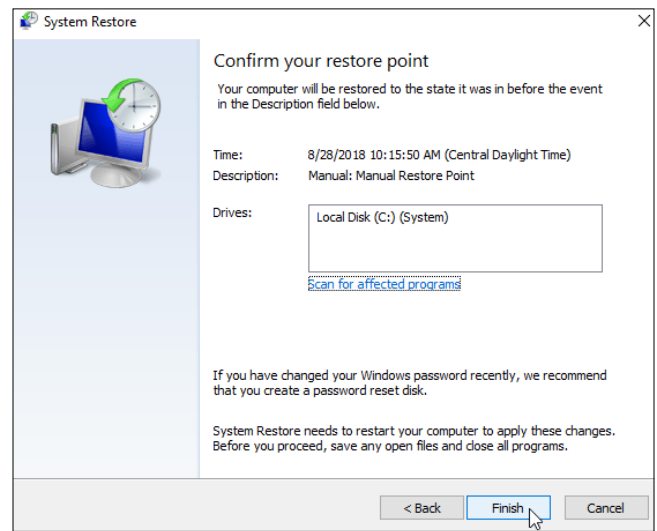 System Restore
Confirm your restore point
Your computer will be restored to the state it was in before the event
in the Description field below.
Time: 8/28/2018 10:15:50 AM (Central Daylight Time)
Description: Manual: Manual Restore Point
Drives: Local Disk (C:) (System)
Scan for affected programs
If you have changed your Windows password recently, we recommend
that you create a password reset disk.
System Restore needs to restart your computer to apply these changes.
Before you proceed, save any open files and close all programs.
< Back Finish Cancel